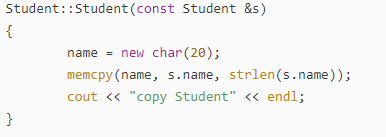 Student::Student(const Student &s)
{
        name = new char(20);
        memcpy(name, s.name, strlen(s.name));
        cout << "copy Student" << endl;
}